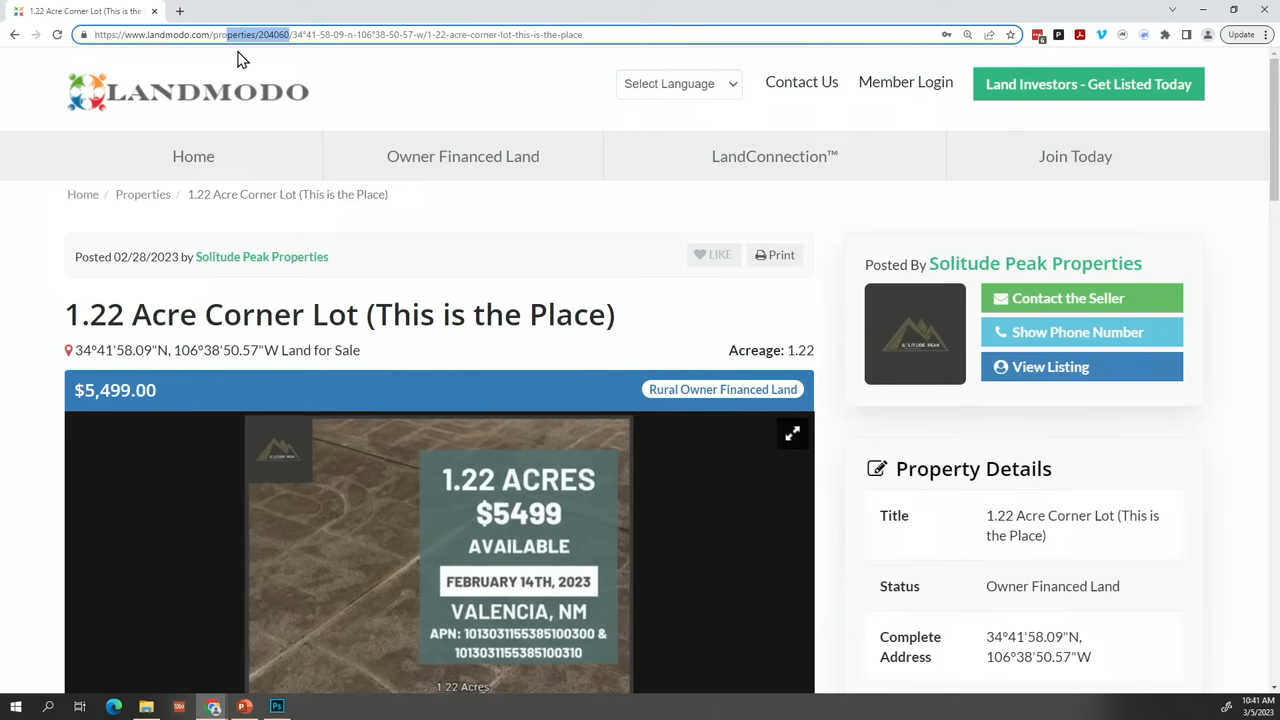 1.22 Acre Corner Lot (This is the
https://www.landmodo.com/properties/204060/34°41-58-09-n-106°38-50-57-w/1-22-acre-corner-lot-this-is-the-place
6
Update
LANDMODO
Select Language
Contact Us
Member Login
Land Investors - Get Listed Today
Home
Owner Financed Land
LandConnection™
Join Today
Home / Properties / 1.22 Acre Corner Lot (This is the Place)
Posted 02/28/2023 by Solitude Peak Properties
LIKE
Print
1.22 Acre Corner Lot (This is the Place)
34°41'58.09"N, 106°38'50.57"W Land for Sale
Acreage: 1.22
$5,499.00
Rural Owner Financed Land
1.22 ACRES
$5499
AVAILABLE
FEBRUARY 14TH, 2023
VALENCIA, NM
APN: 1013031155385100300 &
1013031155385100310
1.22 Acres
Posted By Solitude Peak Properties
SOLITUDE PEAK
Contact the Seller
Show Phone Number
View Listing
Property Details
Title
1.22 Acre Corner Lot (This is
the Place)
Status
Owner Financed Land
Complete
Address
34°41'58.09"N,
106°38'50.57"W
10:41 AM
3/5/2023